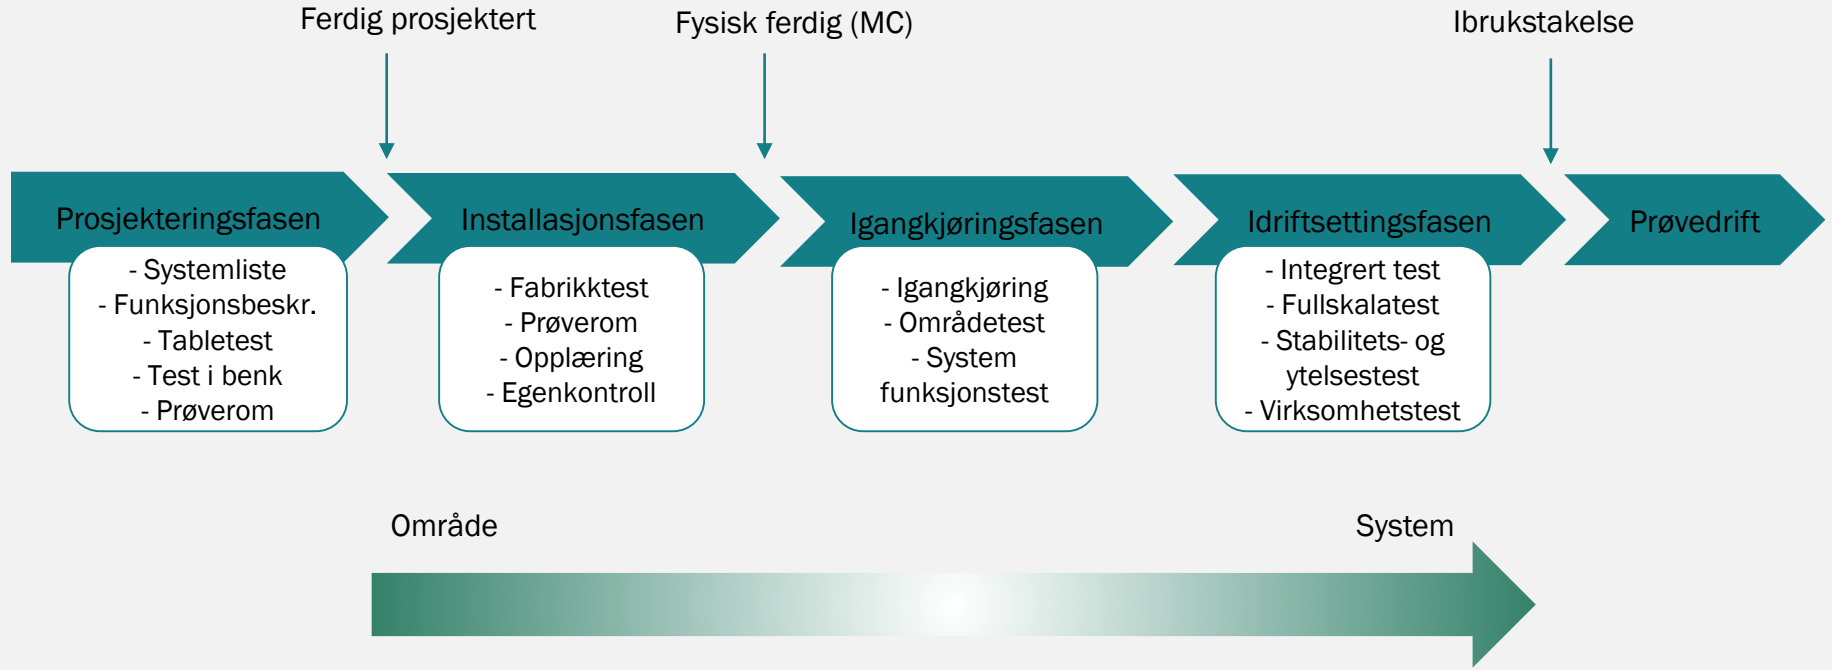 Ferdig prosjektert
Fysisk ferdig (MC)
Ibrukstakelse
Prosjekteringsfasen
Installasjonsfasen
Igangkjøringsfasen
Idriftsettingsfasen
Prøvedrift
- Systemliste
- Funksjonsbeskr.
- Tabletest
- Test i benk
- Prøverom
- Fabrikktest
- Prøverom
- Opplæring
- Egenkontroll
- Igangkjøring
- Områdetest
- System
funksjonstest
- Integrert test
- Fullskalatest
- Stabilitets- og
ytelsestest
- Virksomhetstest
Område
System